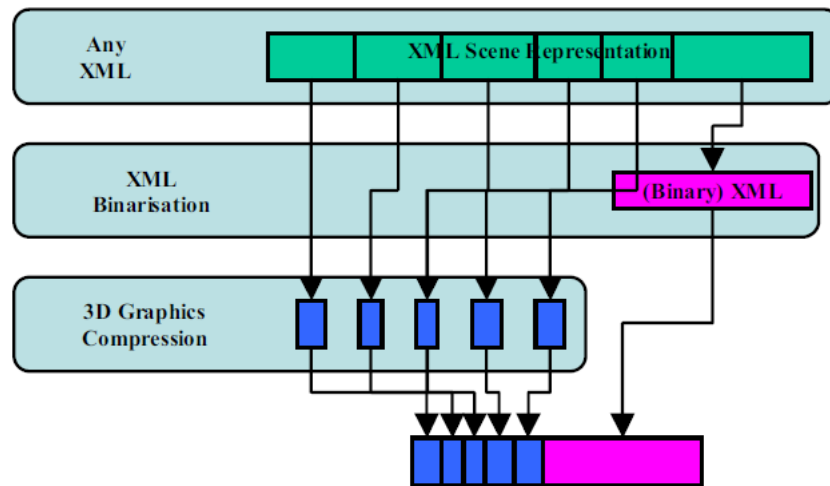 Any
XML
XML Scene Representation
XML
Binarisation
(Binary) XML
3D Graphics
Compression